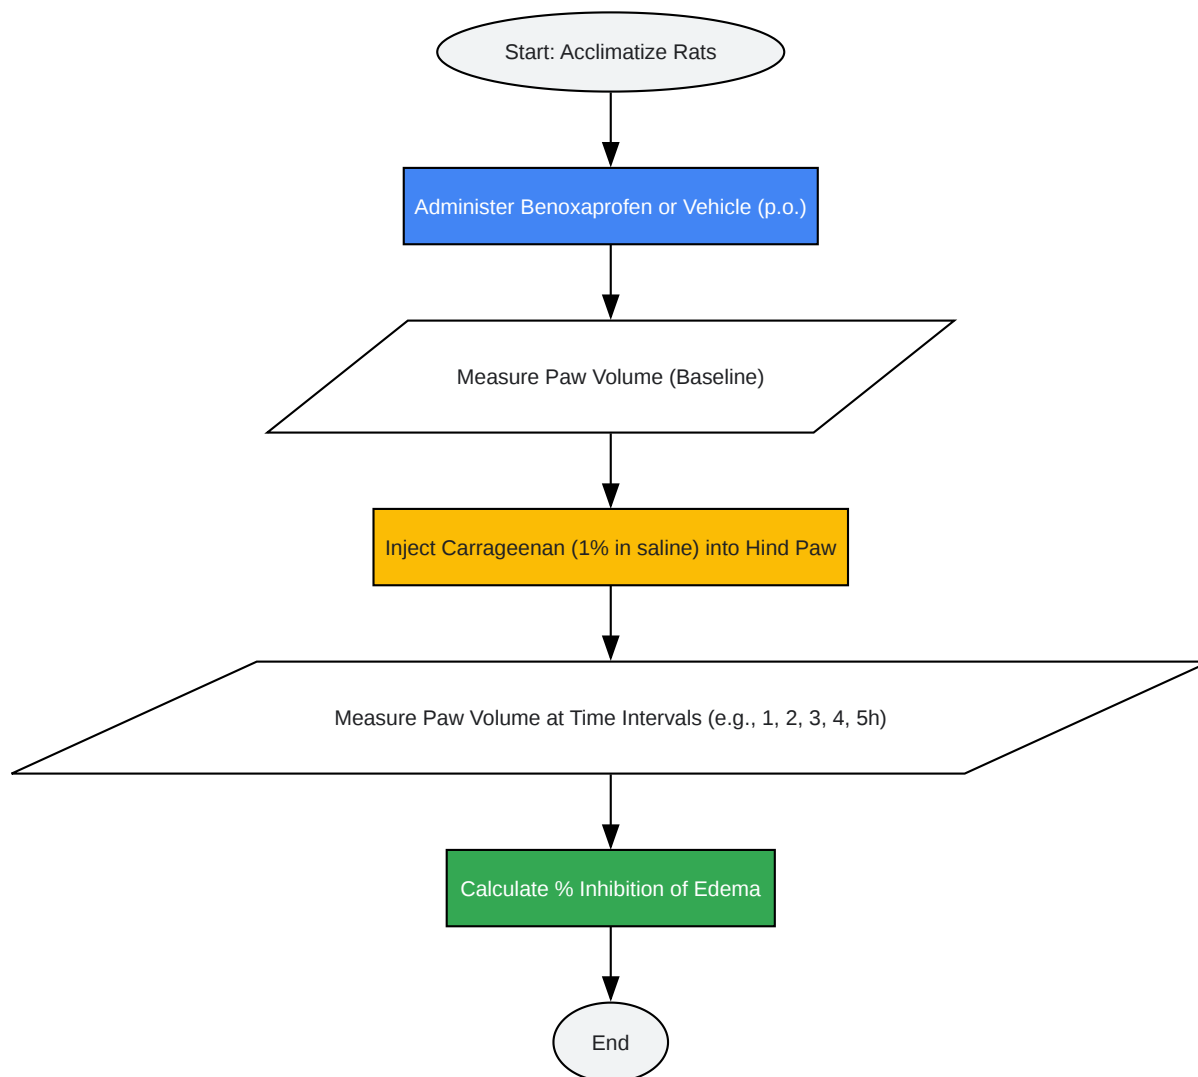 Start: Acclimatize Rats
Administer Benoxaprofen or Vehicle (p.o.)
Measure Paw Volume (Baseline)
Inject Carrageenan (1% in saline) into Hind Paw
Measure Paw Volume at Time Intervals (e.g., 1, 2, 3, 4, 5h)
Calculate % Inhibition of Edema
End